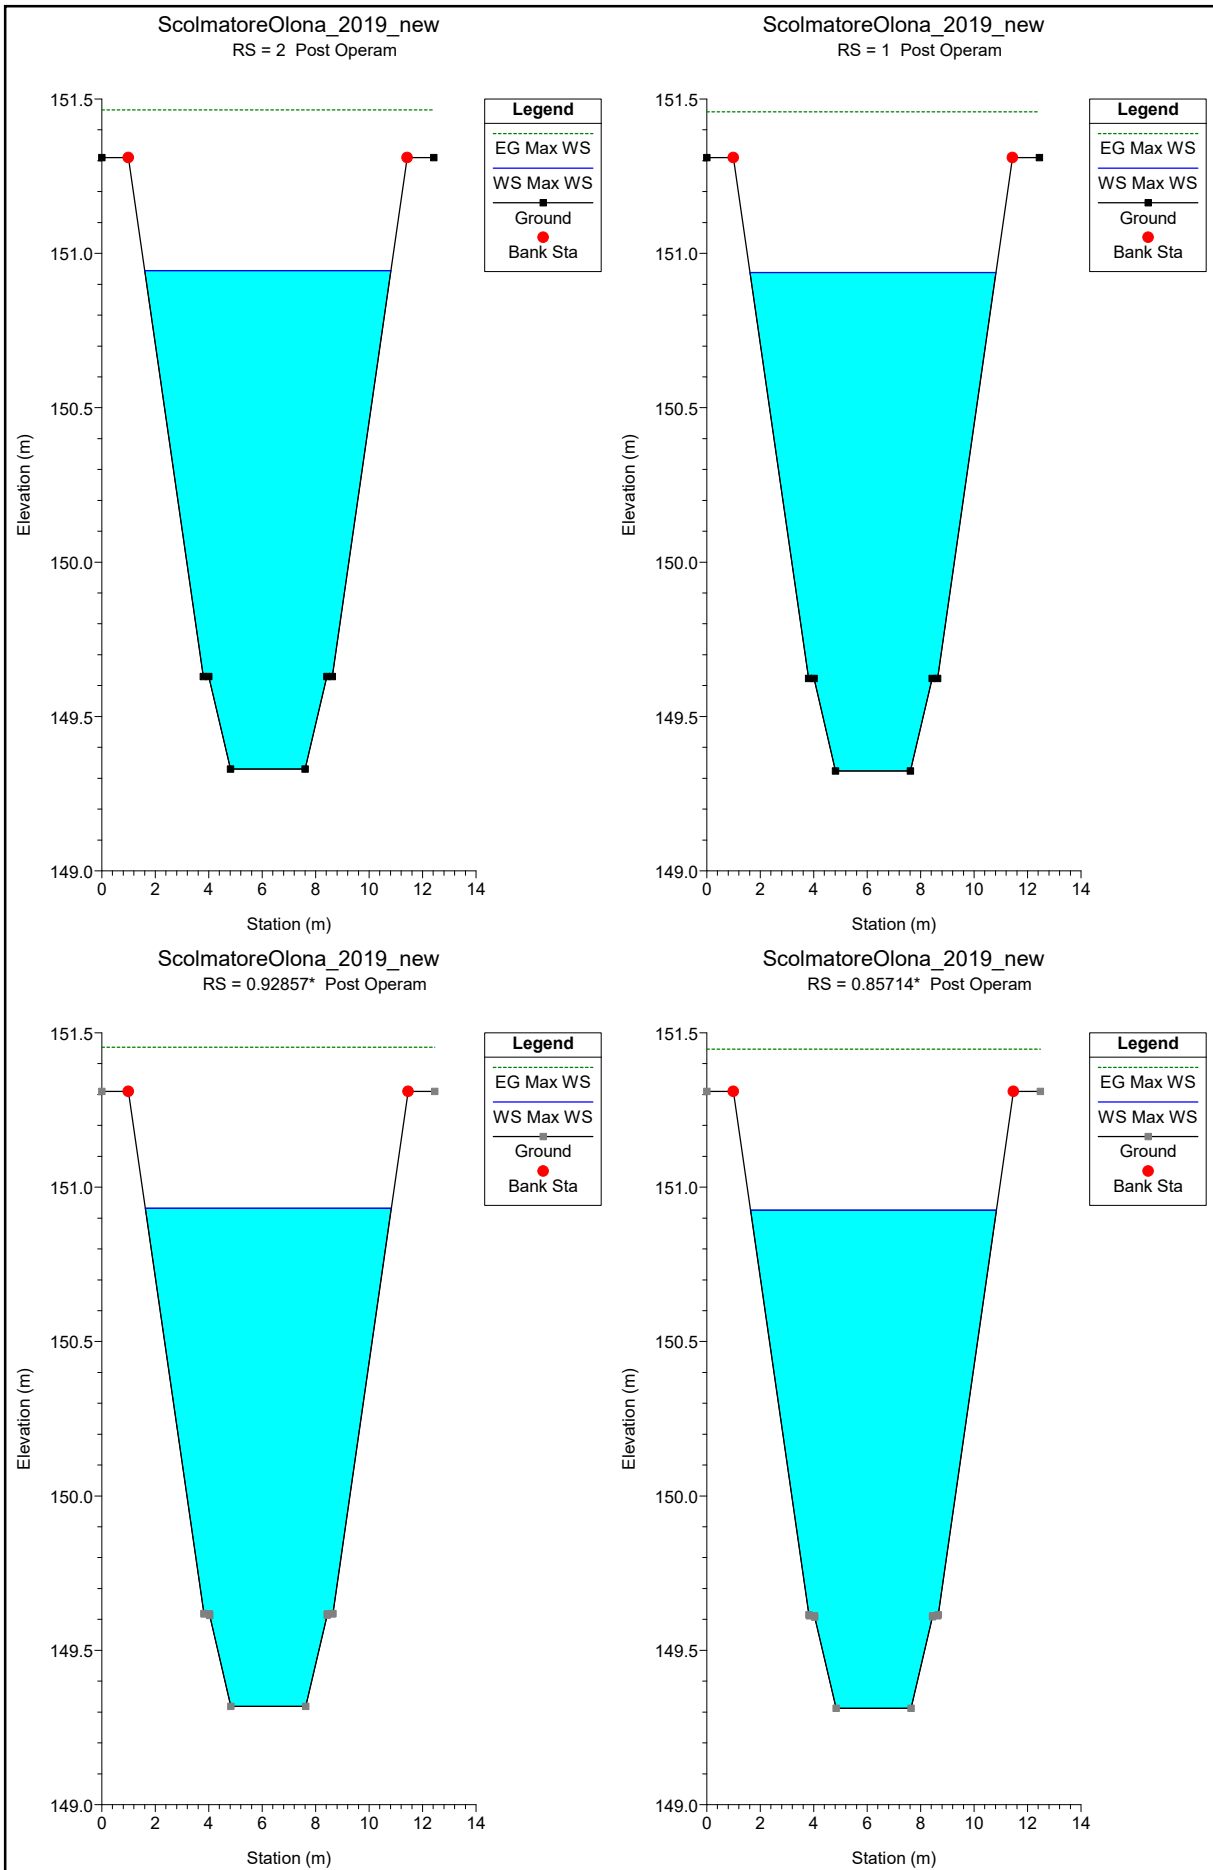 ScolmatoreOlona_2019_new
RS = 2 Post Operam
151.5
151.0
150.5
150.0
149.5
149.0
0 2 4 6 8 10 12 14
Station (m)
Elevation (m)
Legend
EG Max WS
WS Max WS
Ground
Bank Sta
ScolmatoreOlona_2019_new
RS = 1 Post Operam
151.5
151.0
150.5
150.0
149.5
149.0
0 2 4 6 8 10 12 14
Station (m)
Elevation (m)
Legend
EG Max WS
WS Max WS
Ground
Bank Sta
ScolmatoreOlona_2019_new
RS = 0.92857* Post Operam
151.5
151.0
150.5
150.0
149.5
149.0
0 2 4 6 8 10 12 14
Station (m)
Elevation (m)
Legend
EG Max WS
WS Max WS
Ground
Bank Sta
ScolmatoreOlona_2019_new
RS = 0.85714* Post Operam
151.5
151.0
150.5
150.0
149.5
149.0
0 2 4 6 8 10 12 14
Station (m)
Elevation (m)
Legend
EG Max WS
WS Max WS
Ground
Bank Sta